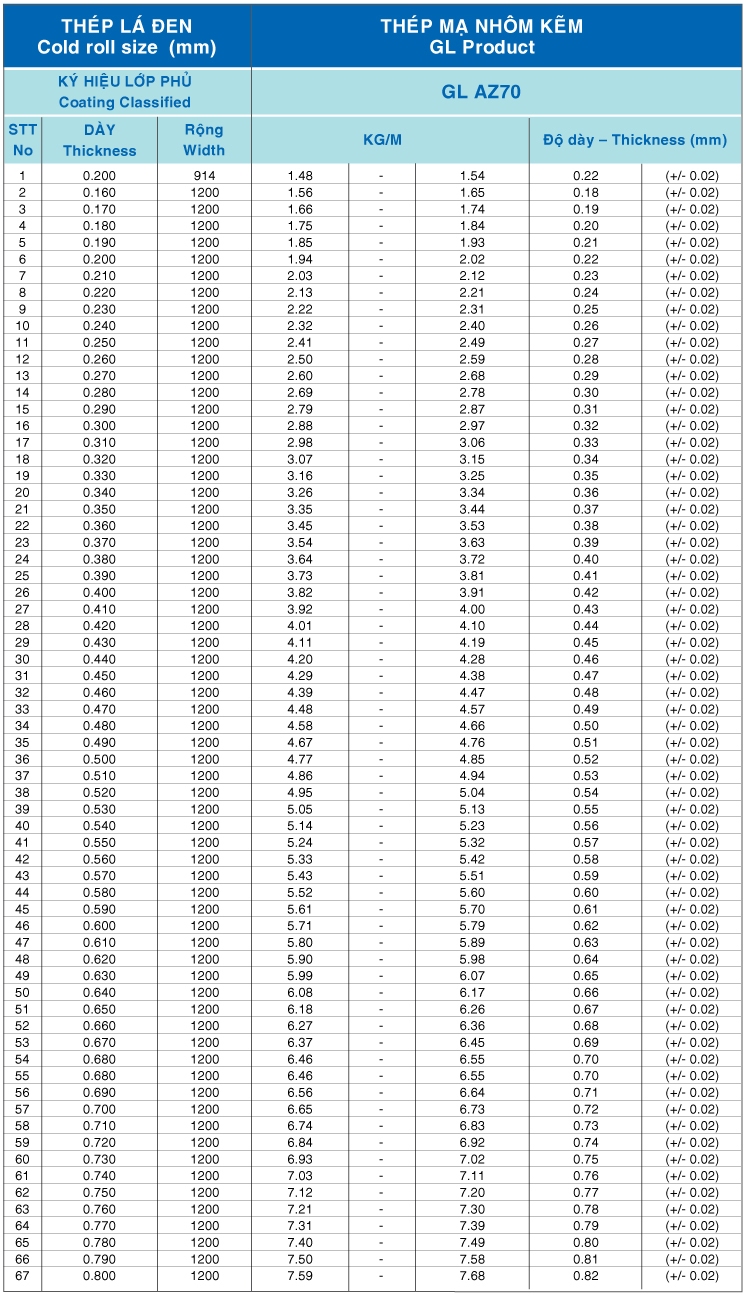 THÉP LÁ ĐEN
Cold roll size (mm)
THÉP MẠ NHÔM KẼM
GL Product
KÝ HIỆU LỚP PHỦ
Coating Classified
GL AZ70
STT
No
DÀY
Thickness
Rộng
Width
KG/M
Độ dày – Thickness (mm)
1 0.200 914 1.48 - 1.54 0.22 (+/- 0.02)
2 0.160 1200 1.56 - 1.65 0.18 (+/- 0.02)
3 0.170 1200 1.66 - 1.74 0.19 (+/- 0.02)
4 0.180 1200 1.75 - 1.84 0.20 (+/- 0.02)
5 0.190 1200 1.85 - 1.93 0.21 (+/- 0.02)
6 0.200 1200 1.94 - 2.02 0.22 (+/- 0.02)
7 0.210 1200 2.03 - 2.12 0.23 (+/- 0.02)
8 0.220 1200 2.13 - 2.21 0.24 (+/- 0.02)
9 0.230 1200 2.22 - 2.31 0.25 (+/- 0.02)
10 0.240 1200 2.32 - 2.40 0.26 (+/- 0.02)
11 0.250 1200 2.41 - 2.49 0.27 (+/- 0.02)
12 0.260 1200 2.50 - 2.59 0.28 (+/- 0.02)
13 0.270 1200 2.60 - 2.68 0.29 (+/- 0.02)
14 0.280 1200 2.69 - 2.78 0.30 (+/- 0.02)
15 0.290 1200 2.79 - 2.87 0.31 (+/- 0.02)
16 0.300 1200 2.88 - 2.97 0.32 (+/- 0.02)
17 0.310 1200 2.98 - 3.06 0.33 (+/- 0.02)
18 0.320 1200 3.07 - 3.15 0.34 (+/- 0.02)
19 0.330 1200 3.16 - 3.25 0.35 (+/- 0.02)
20 0.340 1200 3.26 - 3.34 0.36 (+/- 0.02)
21 0.350 1200 3.35 - 3.44 0.37 (+/- 0.02)
22 0.360 1200 3.45 - 3.53 0.38 (+/- 0.02)
23 0.370 1200 3.54 - 3.63 0.39 (+/- 0.02)
24 0.380 1200 3.64 - 3.72 0.40 (+/- 0.02)
25 0.390 1200 3.73 - 3.81 0.41 (+/- 0.02)
26 0.400 1200 3.82 - 3.91 0.42 (+/- 0.02)
27 0.410 1200 3.92 - 4.00 0.43 (+/- 0.02)
28 0.420 1200 4.01 - 4.10 0.44 (+/- 0.02)
29 0.430 1200 4.11 - 4.19 0.45 (+/- 0.02)
30 0.440 1200 4.20 - 4.28 0.46 (+/- 0.02)
31 0.450 1200 4.29 - 4.38 0.47 (+/- 0.02)
32 0.460 1200 4.39 - 4.47 0.48 (+/- 0.02)
33 0.470 1200 4.48 - 4.57 0.49 (+/- 0.02)
34 0.480 1200 4.58 - 4.66 0.50 (+/- 0.02)
35 0.490 1200 4.67 - 4.76 0.51 (+/- 0.02)
36 0.500 1200 4.77 - 4.85 0.52 (+/- 0.02)
37 0.510 1200 4.86 - 4.94 0.53 (+/- 0.02)
38 0.520 1200 4.95 - 5.04 0.54 (+/- 0.02)
39 0.530 1200 5.05 - 5.13 0.55 (+/- 0.02)
40 0.540 1200 5.14 - 5.23 0.56 (+/- 0.02)
41 0.550 1200 5.24 - 5.32 0.57 (+/- 0.02)
42 0.560 1200 5.33 - 5.42 0.58 (+/- 0.02)
43 0.570 1200 5.43 - 5.51 0.59 (+/- 0.02)
44 0.580 1200 5.52 - 5.60 0.60 (+/- 0.02)
45 0.590 1200 5.61 - 5.70 0.61 (+/- 0.02)
46 0.600 1200 5.71 - 5.79 0.62 (+/- 0.02)
47 0.610 1200 5.80 - 5.89 0.63 (+/- 0.02)
48 0.620 1200 5.90 - 5.98 0.64 (+/- 0.02)
49 0.630 1200 5.99 - 6.07 0.65 (+/- 0.02)
50 0.640 1200 6.08 - 6.17 0.66 (+/- 0.02)
51 0.650 1200 6.18 - 6.26 0.67 (+/- 0.02)
52 0.660 1200 6.27 - 6.36 0.68 (+/- 0.02)
53 0.670 1200 6.37 - 6.45 0.69 (+/- 0.02)
54 0.680 1200 6.46 - 6.55 0.70 (+/- 0.02)
55 0.680 1200 6.46 - 6.55 0.70 (+/- 0.02)
56 0.690 1200 6.56 - 6.64 0.71 (+/- 0.02)
57 0.700 1200 6.65 - 6.73 0.72 (+/- 0.02)
58 0.710 1200 6.74 - 6.83 0.73 (+/- 0.02)
59 0.720 1200 6.84 - 6.92 0.74 (+/- 0.02)
60 0.730 1200 6.93 - 7.02 0.75 (+/- 0.02)
61 0.740 1200 7.03 - 7.11 0.76 (+/- 0.02)
62 0.750 1200 7.12 - 7.20 0.77 (+/- 0.02)
63 0.760 1200 7.21 - 7.30 0.78 (+/- 0.02)
64 0.770 1200 7.31 - 7.39 0.79 (+/- 0.02)
65 0.780 1200 7.40 - 7.49 0.80 (+/- 0.02)
66 0.790 1200 7.50 - 7.58 0.81 (+/- 0.02)
67 0.800 1200 7.59 - 7.68 0.82 (+/- 0.02)